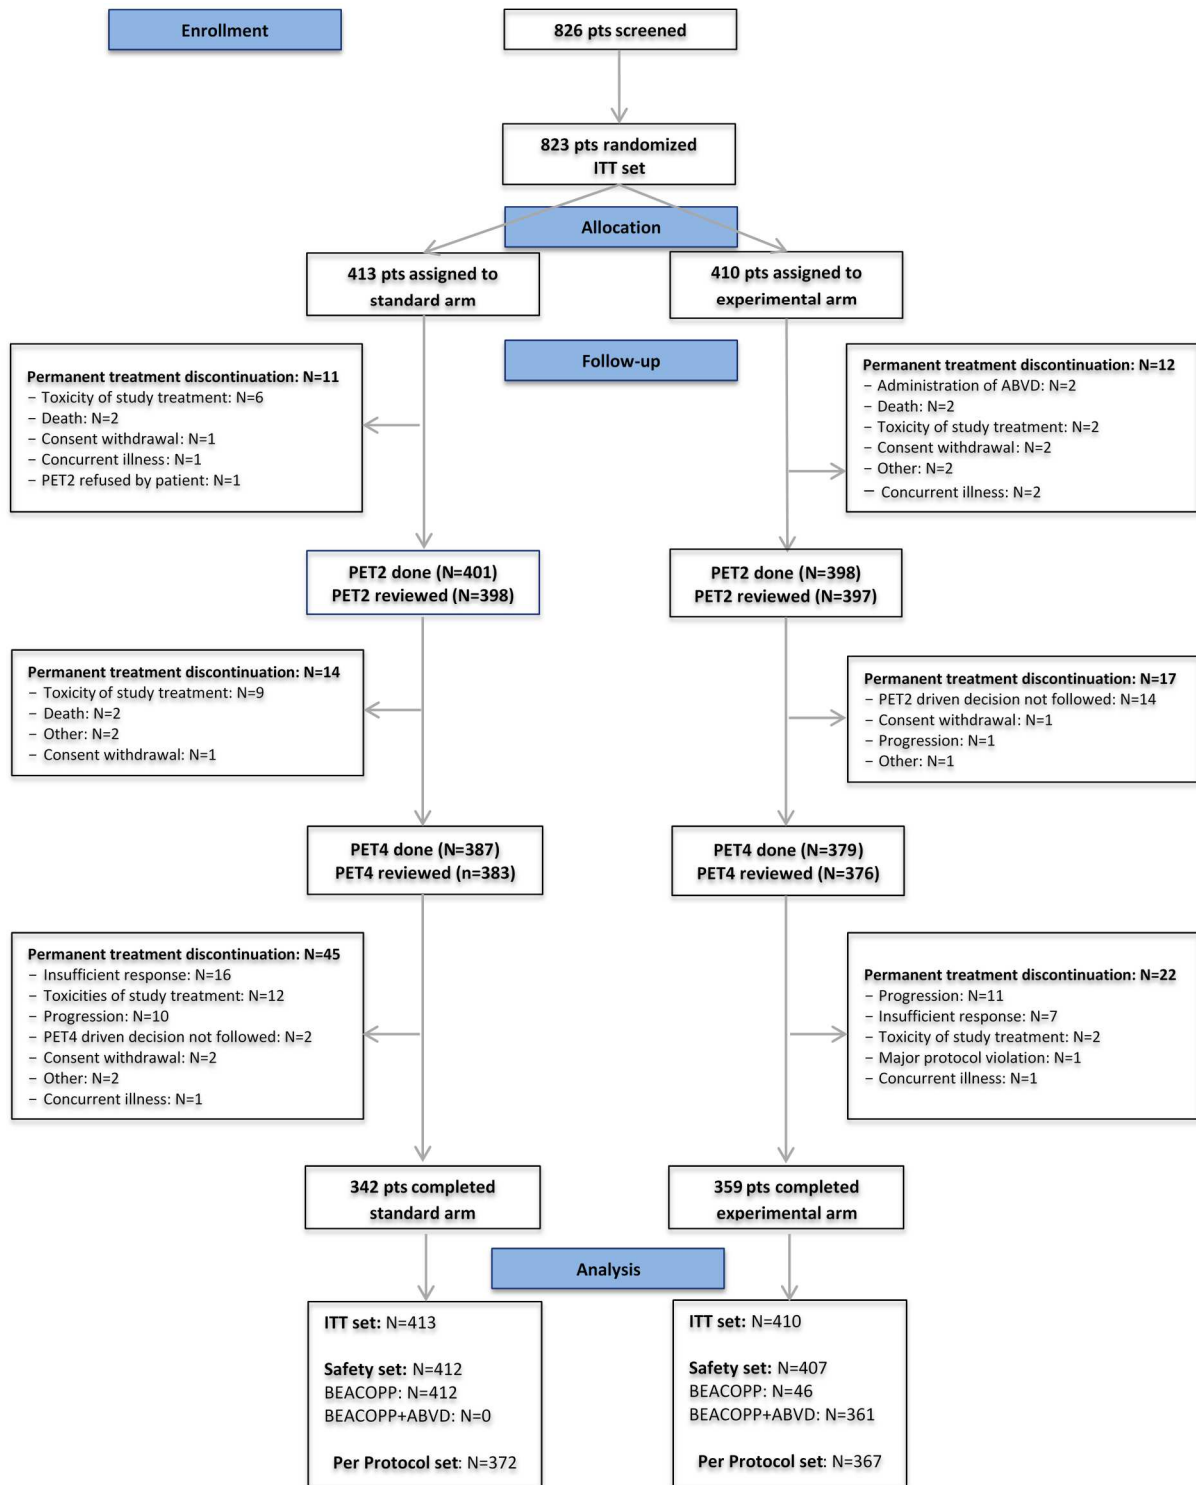 Enrollment
826 pts screened
823 pts randomized
ITT set
Allocation
413 pts assigned to
standard arm
410 pts assigned to
experimental arm
Follow-up
Permanent treatment discontinuation: N=11
– Toxicity of study treatment: N=6
– Death: N=2
– Consent withdrawal: N=1
– Concurrent illness: N=1
– PET2 refused by patient: N=1
Permanent treatment discontinuation: N=12
– Administration of ABVD: N=2
– Death: N=2
– Toxicity of study treatment: N=2
– Consent withdrawal: N=2
– Other: N=2
– Concurrent illness: N=2
PET2 done (N=401)
PET2 reviewed (N=398)
PET2 done (N=398)
PET2 reviewed (N=397)
Permanent treatment discontinuation: N=14
– Toxicity of study treatment: N=9
– Death: N=2
– Other: N=2
– Consent withdrawal: N=1
Permanent treatment discontinuation: N=17
– PET2 driven decision not followed: N=14
– Consent withdrawal: N=1
– Progression: N=1
– Other: N=1
PET4 done (N=387)
PET4 reviewed (n=383)
PET4 done (N=379)
PET4 reviewed (N=376)
Permanent treatment discontinuation: N=45
– Insufficient response: N=16
– Toxicities of study treatment: N=12
– Progression: N=10
– PET4 driven decision not followed: N=2
– Consent withdrawal: N=2
– Other: N=2
– Concurrent illness: N=1
Permanent treatment discontinuation: N=22
– Progression: N=11
– Insufficient response: N=7
– Toxicity of study treatment: N=2
– Major protocol violation: N=1
– Concurrent illness: N=1
342 pts completed
standard arm
359 pts completed
experimental arm
Analysis
ITT set: N=413
Safety set: N=412
BEACOPP: N=412
BEACOPP+ABVD: N=0
Per Protocol set: N=372
ITT set: N=410
Safety set: N=407
BEACOPP: N=46
BEACOPP+ABVD: N=361
Per Protocol set: N=367